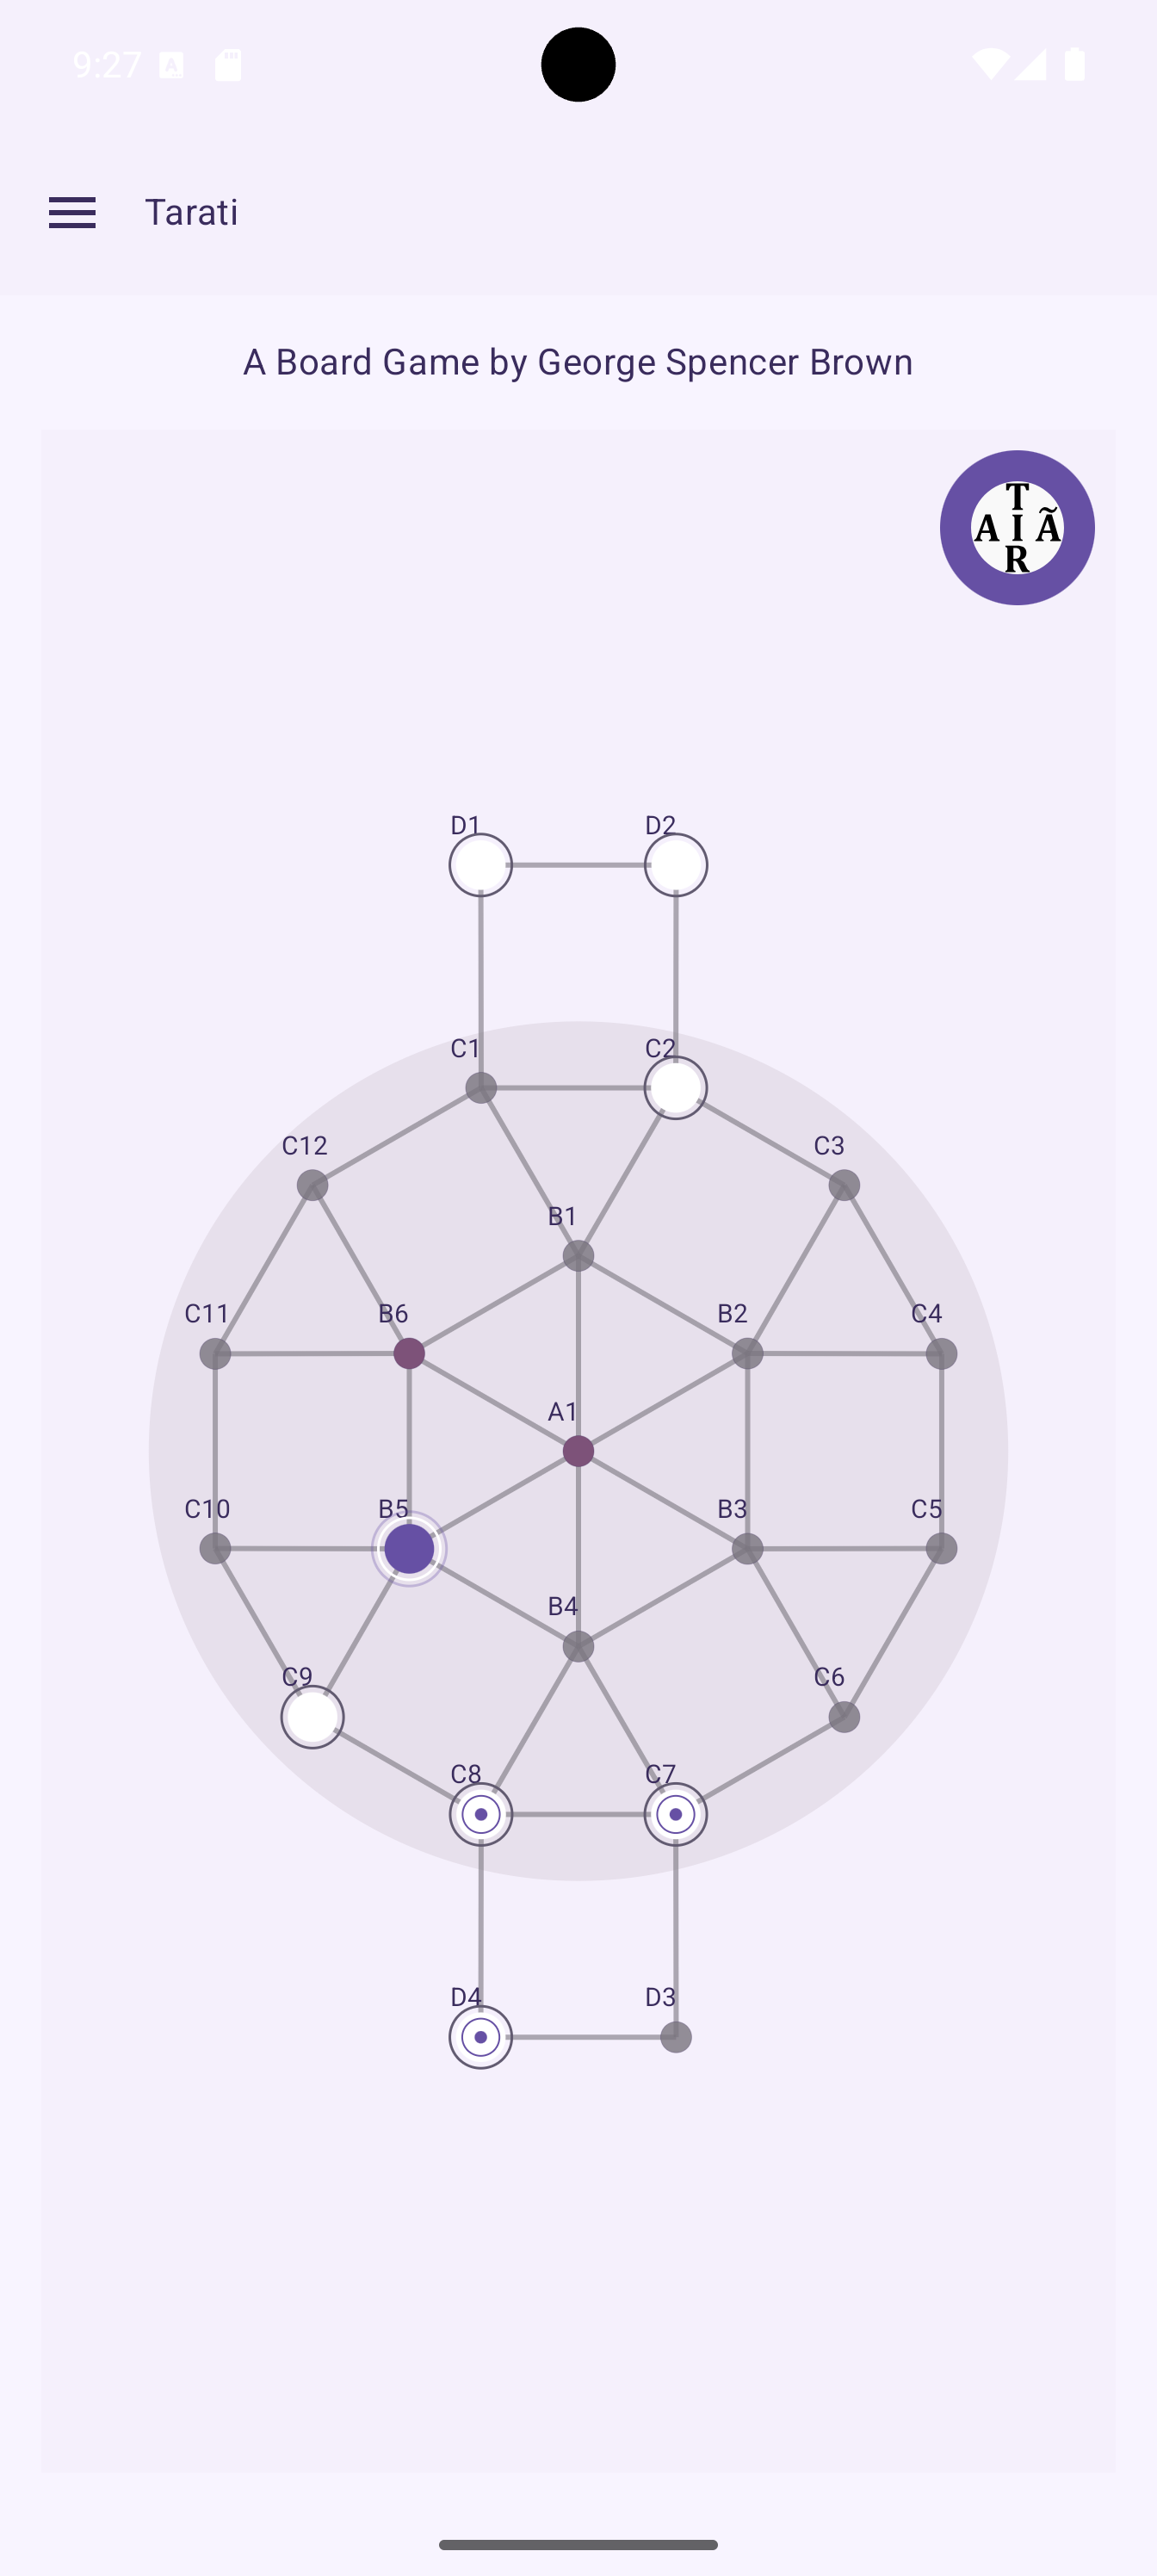 9:27
Tarati
A Board Game by George Spencer Brown
T
A I Ã
R
D1 D2
C1 C2
C12 C3
B1
C11 B6 B2 C4
A1
C10 B5 B3 C5
B4
C9 C6
C8 C7
D4 D3